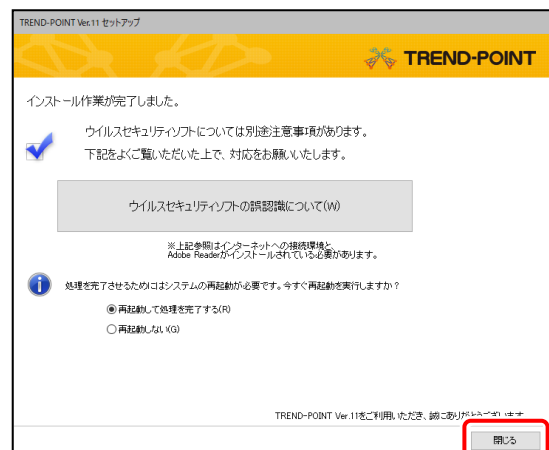 TREND-POINT Ver.11 セットアップ
TREND-POINT
インストール作業が完了しました。
ウイルスセキュリティソフトについては別途注意事項があります。
下記をよくご覧いただいた上で、対応をお願いいたします。
ウイルスセキュリティソフトの誤認識について(W)
※上記参照はインターネットへの接続環境と、
Adobe Readerがインストールされている必要があります。
処理を完了させるためにはシステムの再起動が必要です。今すぐ再起動を実行しますか？
再起動して処理を完了する(R)
再起動しない(G)
TREND-POINT Ver.11をご利用いただき、誠にありがとうございます
閉じる